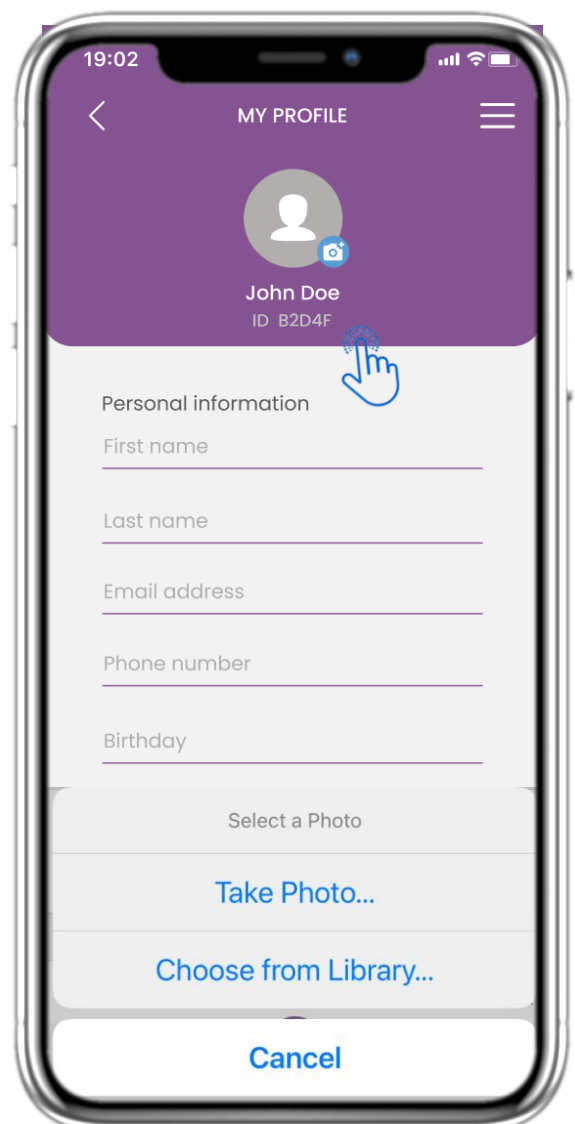 19:02
MY PROFILE
John Doe
ID B2D4F
Personal information
First name
Last name
Email address
Phone number
Birthday
Select a Photo
Take Photo...
Choose from Library...
Cancel